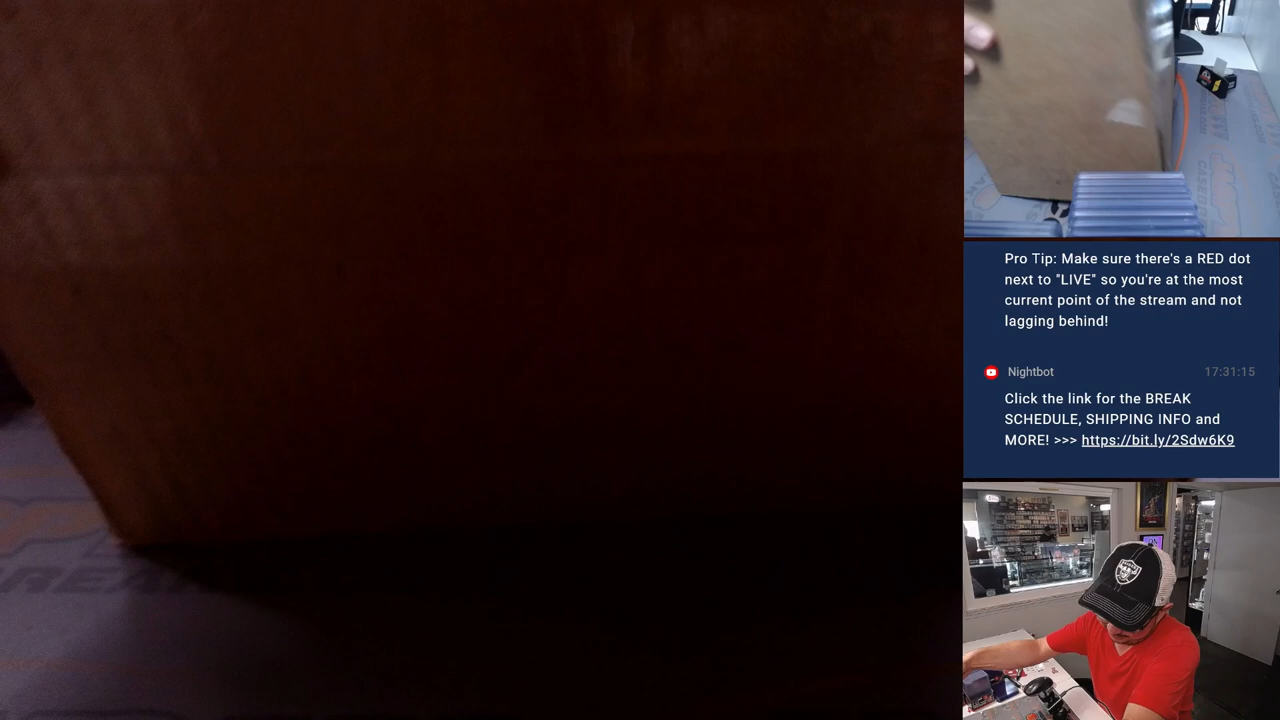 Pro Tip: Make sure there's a RED dot
next to "LIVE" so you're at the most
current point of the stream and not
lagging behind!
Nightbot 17:31:15
Click the link for the BREAK
SCHEDULE, SHIPPING INFO and
MORE! >>> https://bit.ly/2Sdw6K9